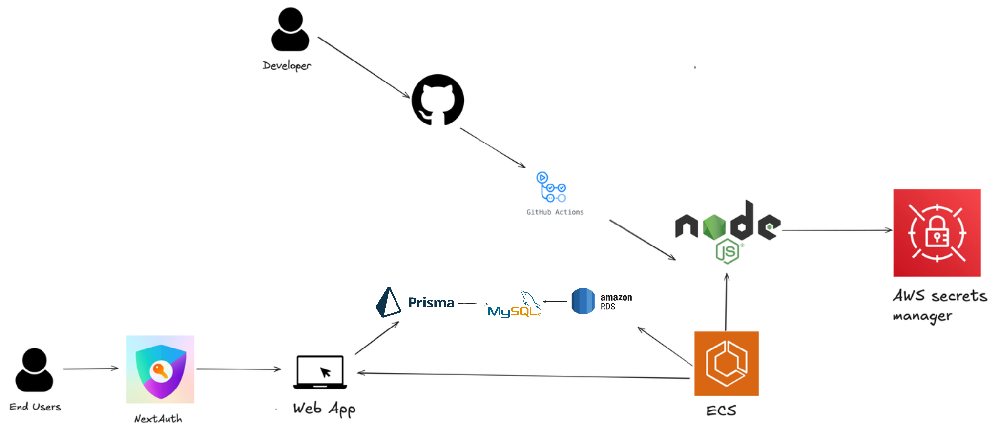 Developer
GitHub Actions
node
JS®
AWS secrets
manager
Prisma
MySQL®
amazon
RDS
End Users
NextAuth
Web App
ECS